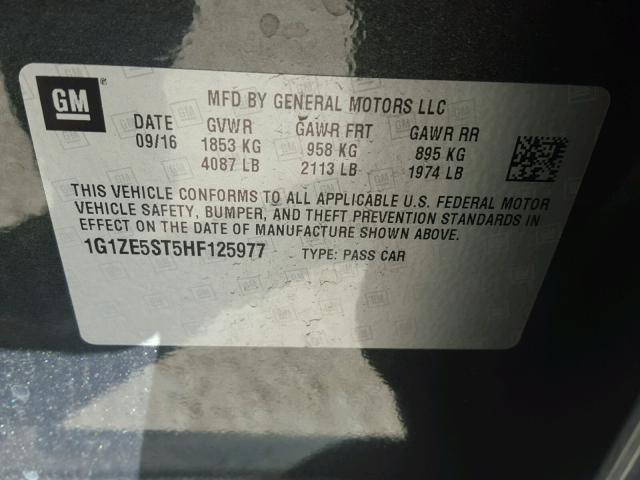 GM ®
MFD BY GENERAL MOTORS LLC
DATE GVWR GAWR FRT GAWR RR
09/16 1853 KG 958 KG 895 KG
4087 LB 2113 LB 1974 LB
THIS VEHICLE CONFORMS TO ALL APPLICABLE U.S. FEDERAL MOTOR
VEHICLE SAFETY, BUMPER, AND THEFT PREVENTION STANDARDS IN
EFFECT ON THE DATE OF MANUFACTURE SHOWN ABOVE.
1G1ZE5ST5HF125977 TYPE: PASS CAR